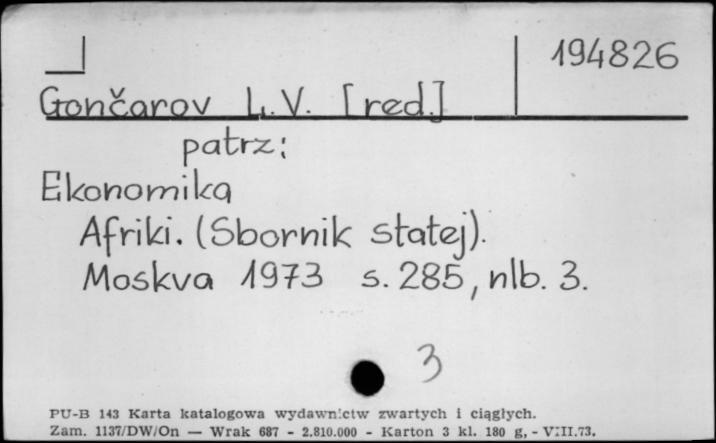 194826
Gončarov L.V. [red.]
patrz:
Ekonomika
Afriki. (Sbornik statej).
Moskva 1973 s. 285, nlb. 3.
3
PU-B 143 Karta katalogowa wydawnictw zwartych i ciągłych.
Zam. 1137/DW/On — Wrak 687 - 2.810.000 - Karton 3 kl. 180 g, - VIII.73.